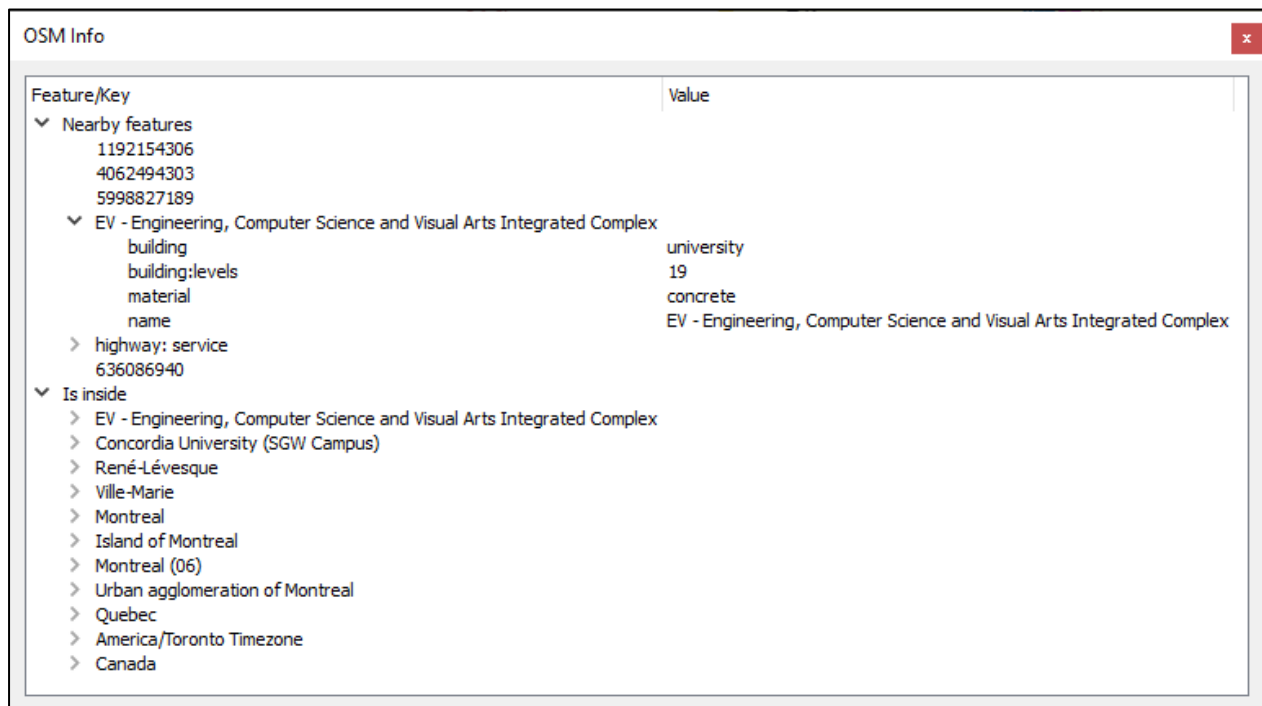 OSM Info
x
Feature/Key Value
Nearby features
1192154306
4062494303
5998827189
EV - Engineering, Computer Science and Visual Arts Integrated Complex
building university
building:levels 19
material concrete
name EV - Engineering, Computer Science and Visual Arts Integrated Complex
highway: service
636086940
Is inside
EV - Engineering, Computer Science and Visual Arts Integrated Complex
Concordia University (SGW Campus)
René-Lévesque
Ville-Marie
Montreal
Island of Montreal
Montreal (06)
Urban agglomeration of Montreal
Quebec
America/Toronto Timezone
Canada